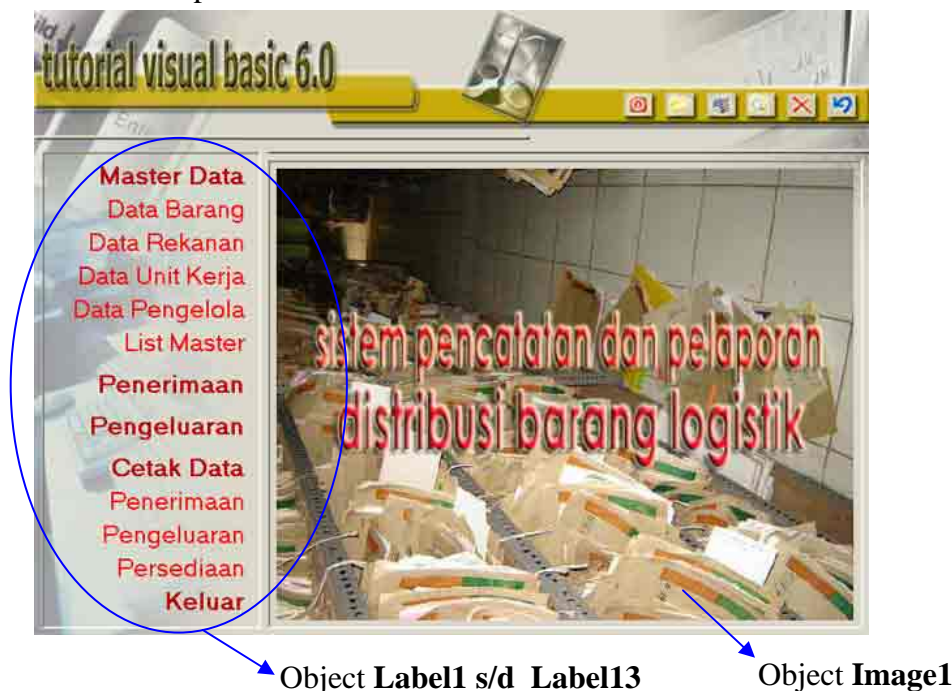 tutorial visual basic 6.0
Master Data
Data Barang
Data Rekanan
Data Unit Kerja
Data Pengelola
List Master
Penerimaan
Pengeluaran
Cetak Data
Penerimaan
Pengeluaran
Persediaan
Keluar
sistem pencatatan dan pelaporan
distribusi barang logistik
Object Label1 s/d Label13
Object Image1